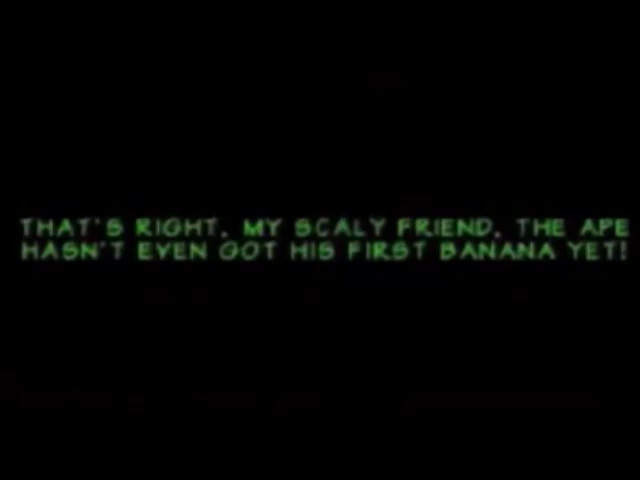 THAT'S RIGHT, MY SCALY FRIEND, THE APE
HASN'T EVEN GOT HIS FIRST BANANA YET!